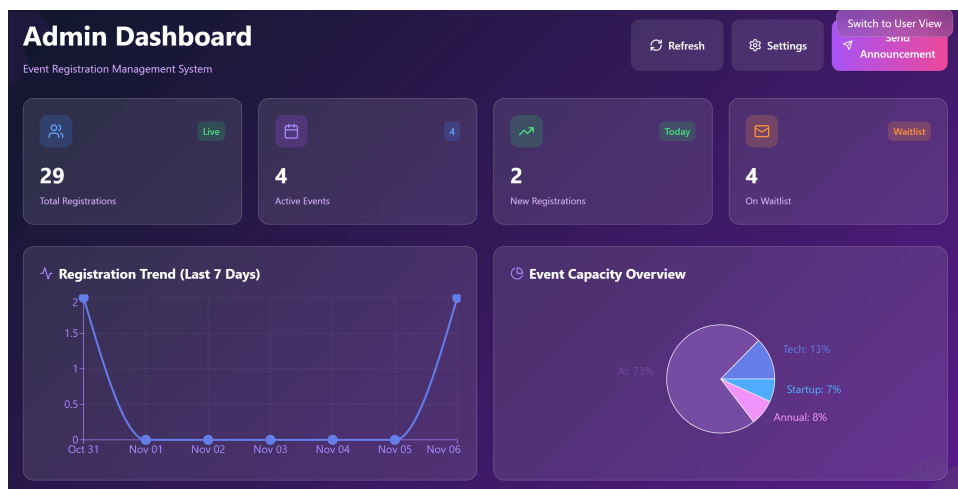 Admin Dashboard
Event Registration Management System
Refresh
Settings
Switch to User View
Send
Announcement
Live
29
Total Registrations
4
4
Active Events
Today
2
New Registrations
Waitlist
4
On Waitlist
Registration Trend (Last 7 Days)
2
1.5
1
0.5
0
Oct 31 Nov 01 Nov 02 Nov 03 Nov 04 Nov 05 Nov 06
Event Capacity Overview
Tech: 13%
AI: 73%
Startup: 7%
Annual: 8%